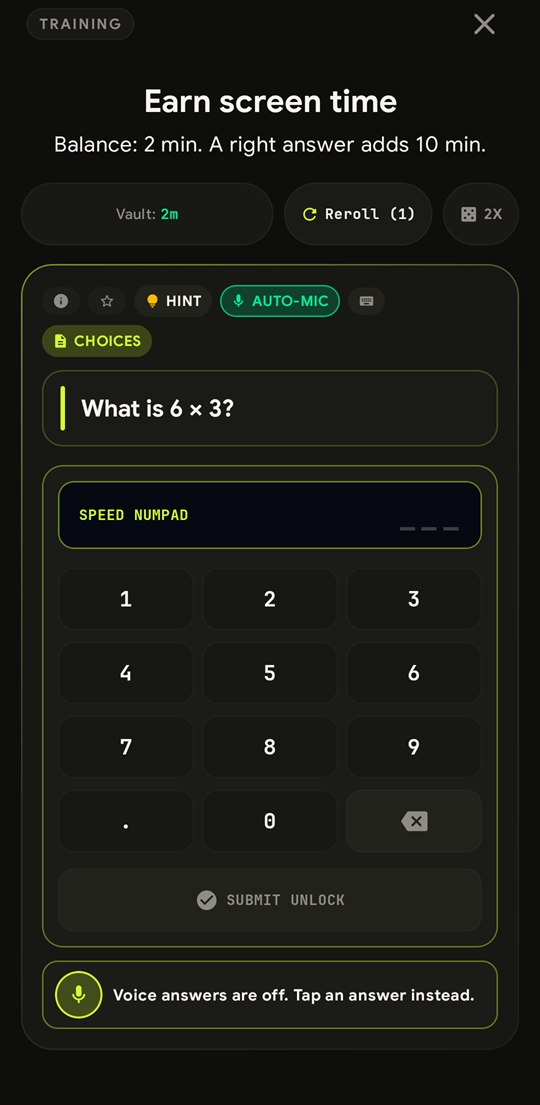 TRAINING
Earn screen time
Balance: 2 min. A right answer adds 10 min.
Vault: 2m
Reroll (1)
2X
HINT
AUTO-MIC
CHOICES
What is 6 × 3?
SPEED NUMPAD
1 2 3
4 5 6
7 8 9
. 0
SUBMIT UNLOCK
Voice answers are off. Tap an answer instead.